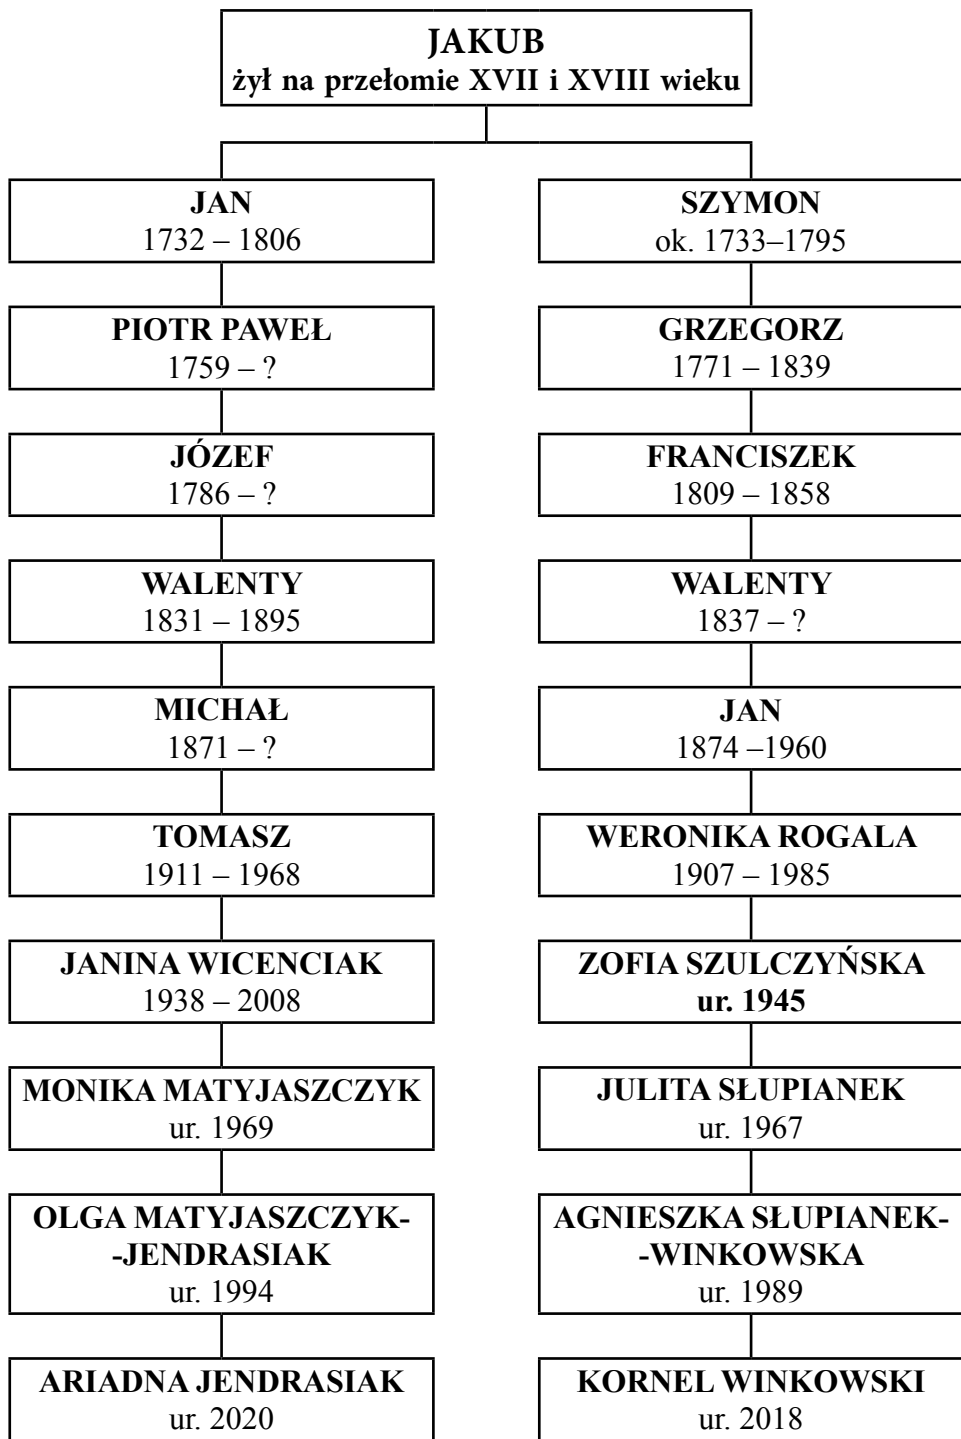 JAKUB
żył na przełomie XVII i XVIII wieku
JAN
1732 – 1806
SZYMON
ok. 1733–1795
PIOTR PAWEŁ
1759 – ?
GRZEGORZ
1771 – 1839
JÓZEF
1786 – ?
FRANCISZEK
1809 – 1858
WALENTY
1831 – 1895
WALENTY
1837 – ?
MICHAŁ
1871 – ?
JAN
1874 –1960
TOMASZ
1911 – 1968
WERONIKA ROGALA
1907 – 1985
JANINA WICENCIAK
1938 – 2008
ZOFIA SZULCZYŃSKA
ur. 1945
MONIKA MATYJASZCZYK
ur. 1969
JULITA SŁUPIANEK
ur. 1967
OLGA MATYJASZCZYK-
-JENDRASIAK
ur. 1994
AGNIESZKA SŁUPIANEK-
-WINKOWSKA
ur. 1989
ARIADNA JENDRASIAK
ur. 2020
KORNEL WINKOWSKI
ur. 2018